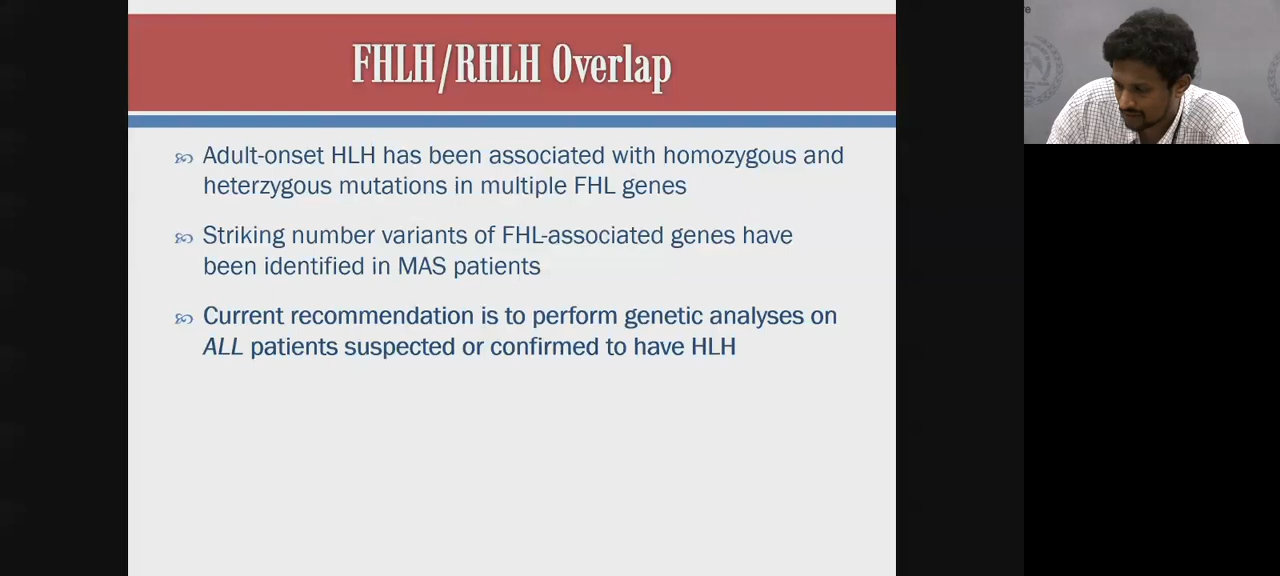 FHLH/RHLH Overlap
Adult-onset HLH has been associated with homozygous and
heterzygous mutations in multiple FHL genes
Striking number variants of FHL-associated genes have
been identified in MAS patients
Current recommendation is to perform genetic analyses on
ALL patients suspected or confirmed to have HLH